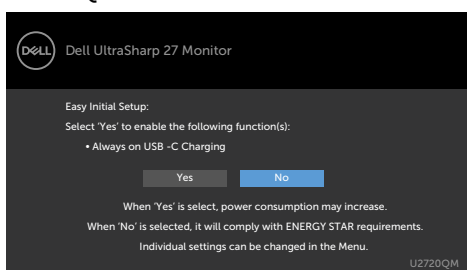 DELL
Dell UltraSharp 27 Monitor
Easy Initial Setup:
Select 'Yes' to enable the following function(s):
• Always on USB -C Charging
Yes No
When 'Yes' is select, power consumption may increase.
When 'No' is selected, it will comply with ENERGY STAR requirements.
Individual settings can be changed in the Menu.
U2720QM